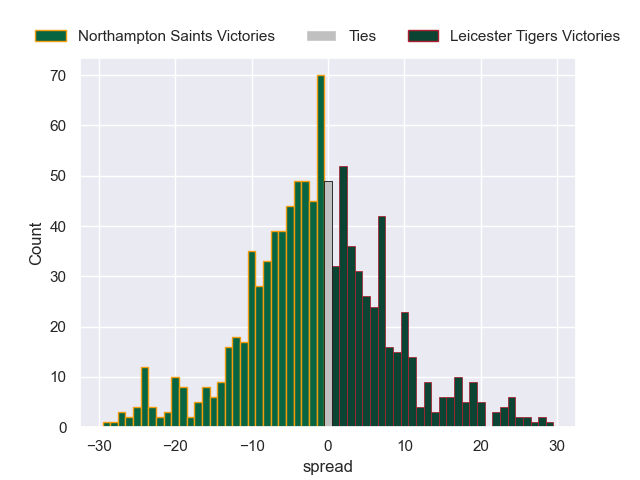 Northampton Saints Victories Ties Leicester Tigers Victories
70
60
50
40
30
20
10
0
Count
−30 −20 −10 0 10 20 30
spread